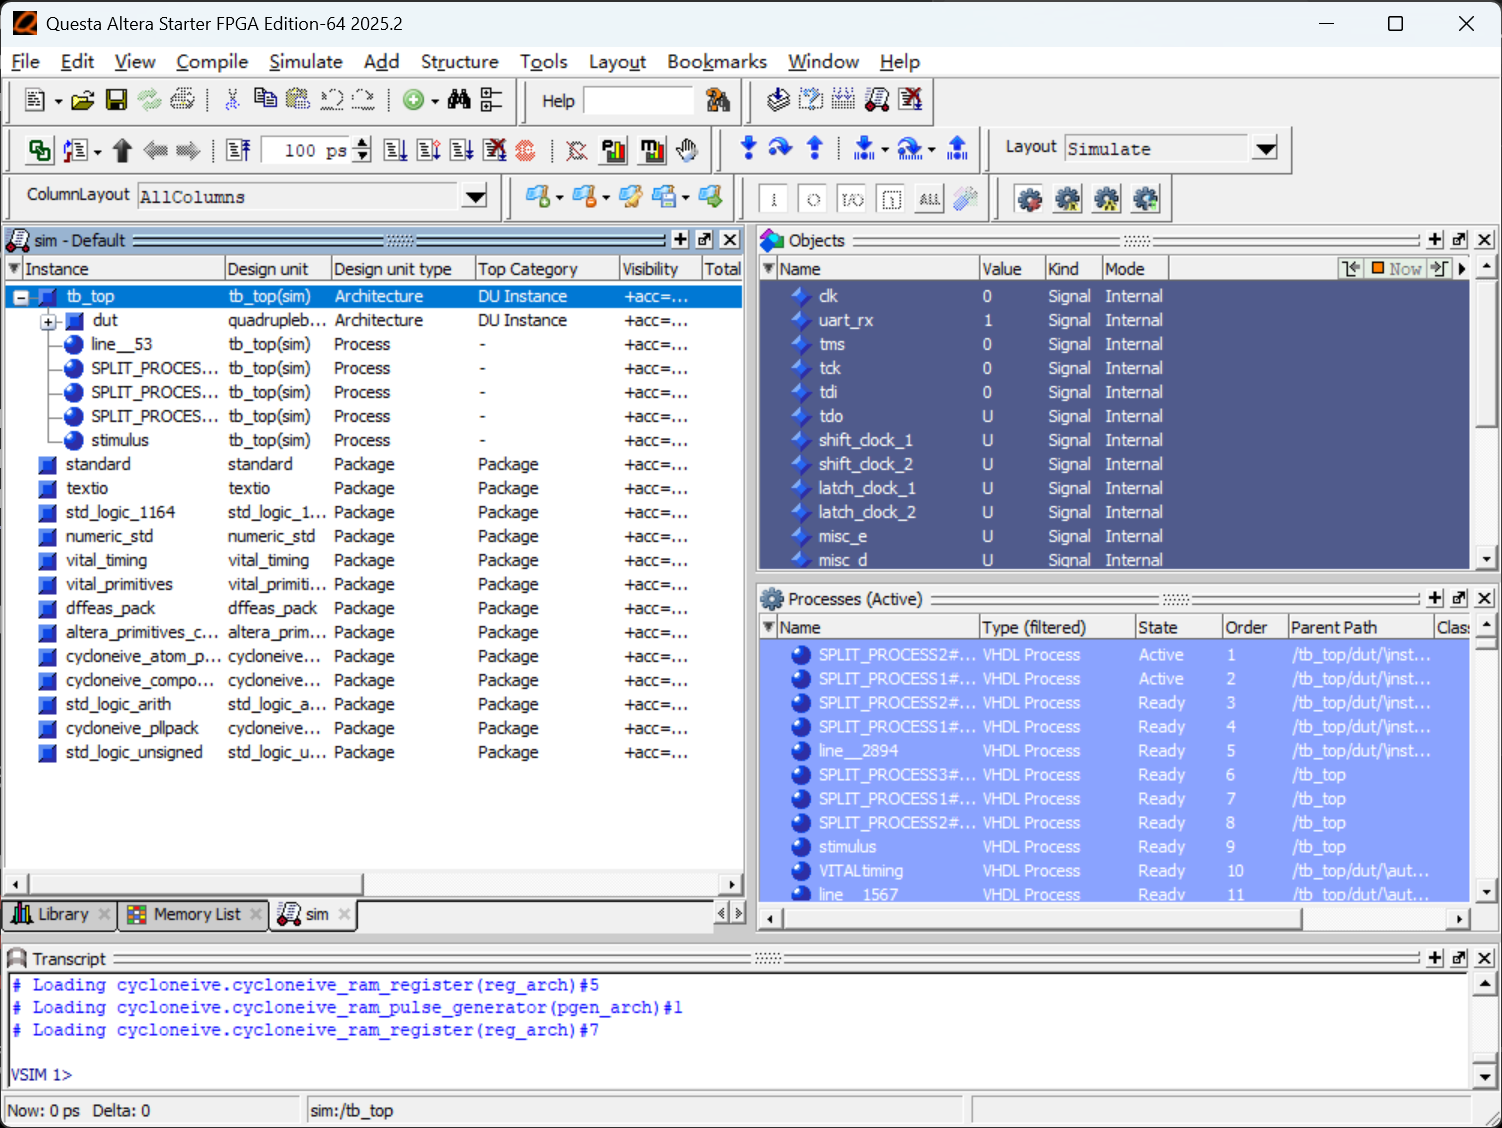 Questa Altera Starter FPGA Edition-64 2025.2
File Edit View Compile Simulate Add Structure Tools Layout Bookmarks Window Help
Help
100 ps
Layout Simulate
ColumnLayout AllColumns
ALL
sim - Default
Instance Design unit Design unit type Top Category Visibility Total
tb_top tb_top(sim) Architecture DU Instance +acc=...
dut quadrupleb... Architecture DU Instance +acc=...
line__53 tb_top(sim) Process - +acc=...
SPLIT_PROCES... tb_top(sim) Process - +acc=...
SPLIT_PROCES... tb_top(sim) Process - +acc=...
SPLIT_PROCES... tb_top(sim) Process - +acc=...
stimulus tb_top(sim) Process - +acc=...
standard standard Package Package +acc=...
textio textio Package Package +acc=...
std_logic_1164 std_logic_1... Package Package +acc=...
numeric_std numeric_std Package Package +acc=...
vital_timing vital_timing Package Package +acc=...
vital_primitives vital_primiti... Package Package +acc=...
dffeas_pack dffeas_pack Package Package +acc=...
altera_primitives_c... altera_prim... Package Package +acc=...
cycloneive_atom_p... cycloneive... Package Package +acc=...
cycloneive_compo... cycloneive... Package Package +acc=...
std_logic_arith std_logic_a... Package Package +acc=...
cycloneive_pllpack cycloneive... Package Package +acc=...
std_logic_unsigned std_logic_u... Package Package +acc=...
Library Memory List sim
Objects
Name Value Kind Mode Now
clk 0 Signal Internal
uart_rx 1 Signal Internal
tms 0 Signal Internal
tck 0 Signal Internal
tdi 0 Signal Internal
tdo U Signal Internal
shift_clock_1 U Signal Internal
shift_clock_2 U Signal Internal
latch_clock_1 U Signal Internal
latch_clock_2 U Signal Internal
misc_e U Signal Internal
misc_d U Signal Internal
Processes (Active)
Name Type (filtered) State Order Parent Path Clas
SPLIT_PROCESS2#... VHDL Process Active 1 /tb_top/dut/\inst...
SPLIT_PROCESS1#... VHDL Process Active 2 /tb_top/dut/\inst...
SPLIT_PROCESS2#... VHDL Process Ready 3 /tb_top/dut/\inst...
SPLIT_PROCESS1#... VHDL Process Ready 4 /tb_top/dut/\inst...
line__2894 VHDL Process Ready 5 /tb_top/dut/\inst...
SPLIT_PROCESS3#... VHDL Process Ready 6 /tb_top
SPLIT_PROCESS1#... VHDL Process Ready 7 /tb_top
SPLIT_PROCESS2#... VHDL Process Ready 8 /tb_top
stimulus VHDL Process Ready 9 /tb_top
VITALtiming VHDL Process Ready 10 /tb_top/dut/\aut...
line__1567 VHDL Process Ready 11 /tb_top/dut/\aut...
Transcript
# Loading cycloneive.cycloneive_ram_register(reg_arch)#5
# Loading cycloneive.cycloneive_ram_pulse_generator(pgen_arch)#1
# Loading cycloneive.cycloneive_ram_register(reg_arch)#7
VSIM 1>
Now: 0 ps Delta: 0 sim:/tb_top